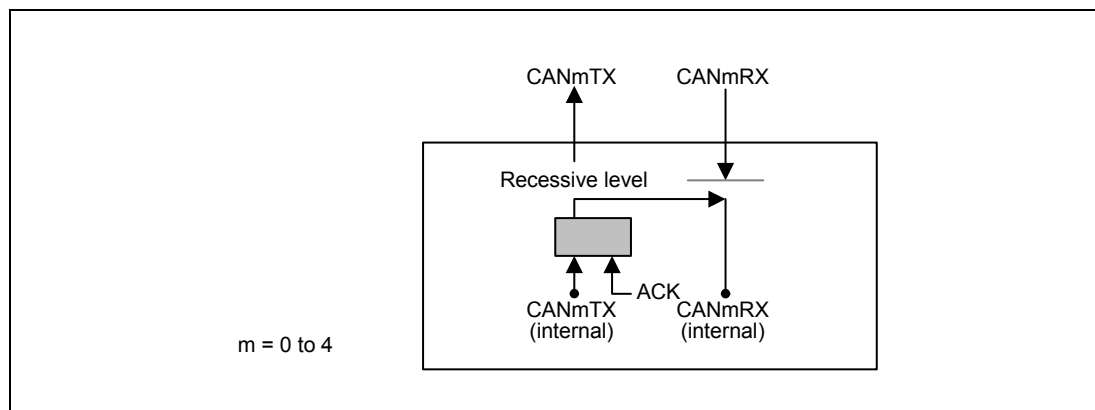 CANmTX
CANmRX
Recessive level
ACK
CANmTX
(internal)
CANmRX
(internal)
m = 0 to 4